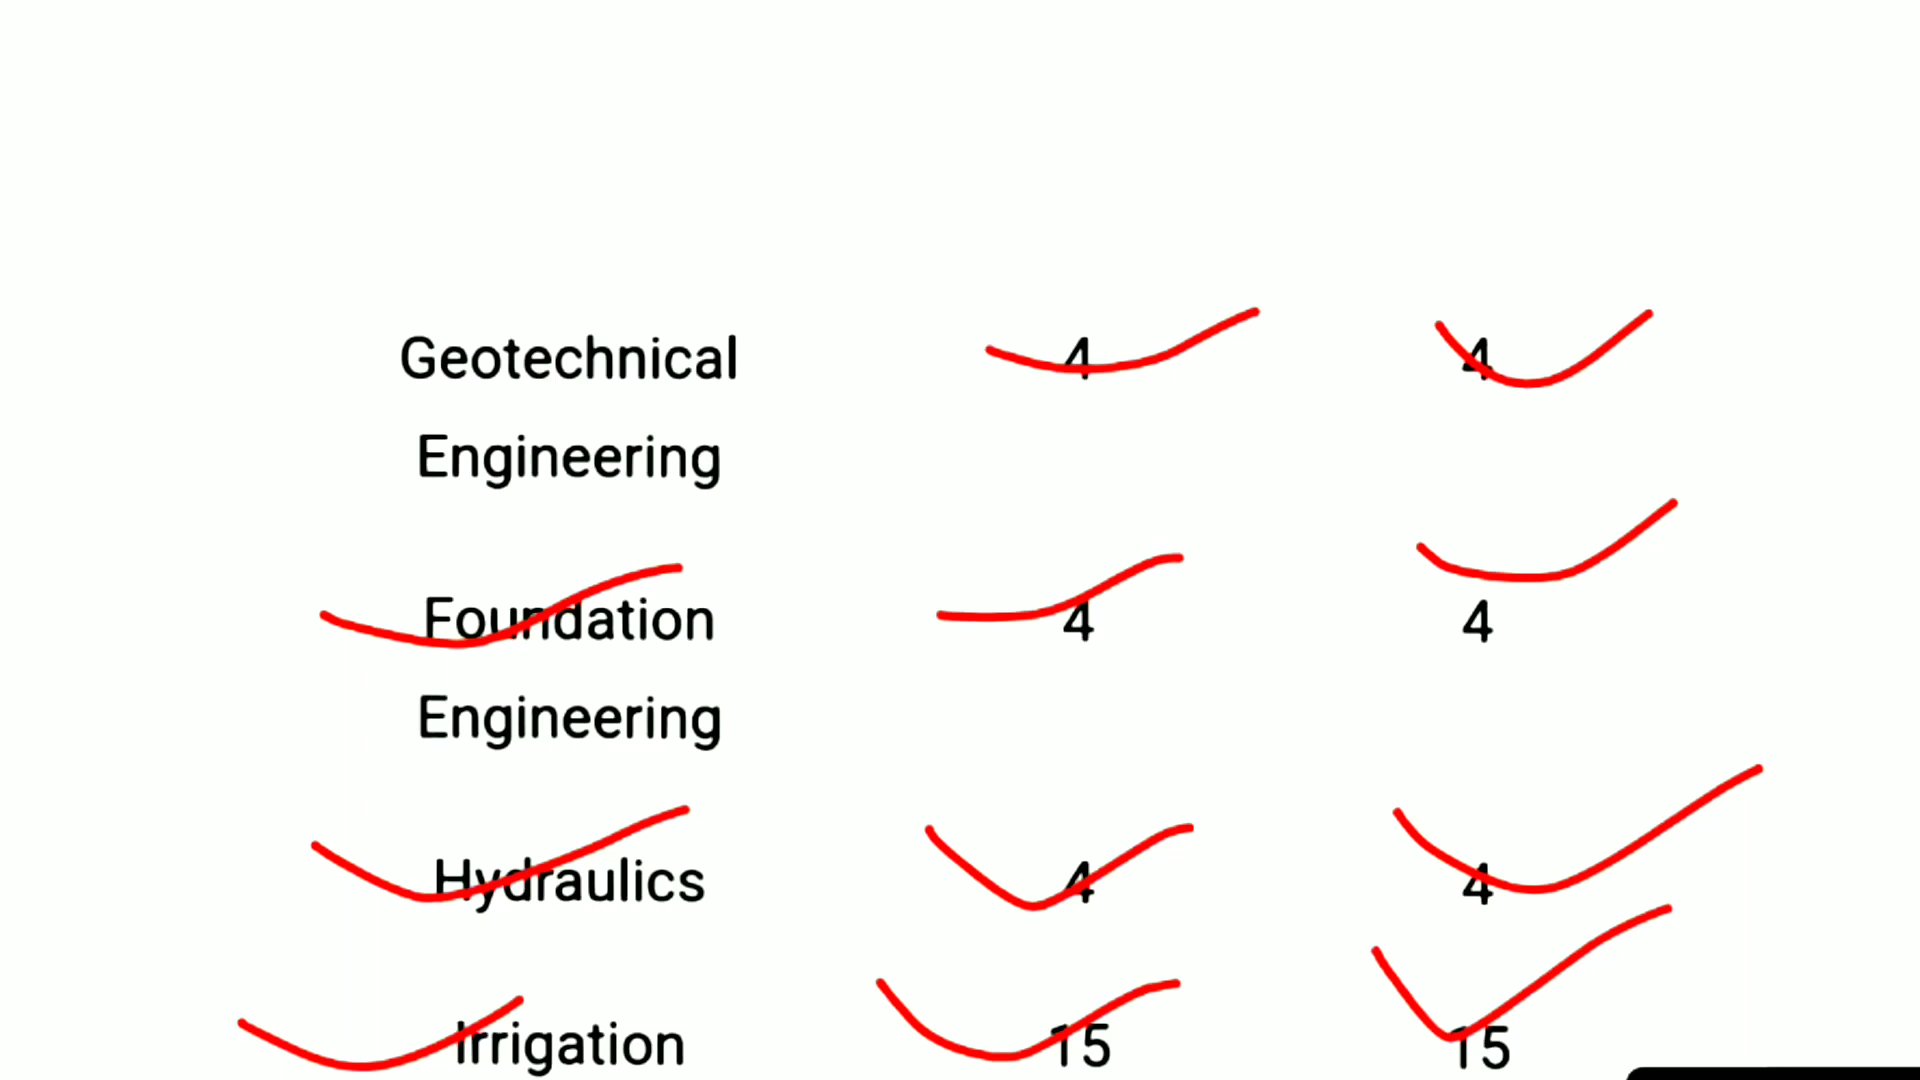 Geotechnical 4 4
Engineering
Foundation 4 4
Engineering
Hydraulics 4 4
Irrigation 15 15